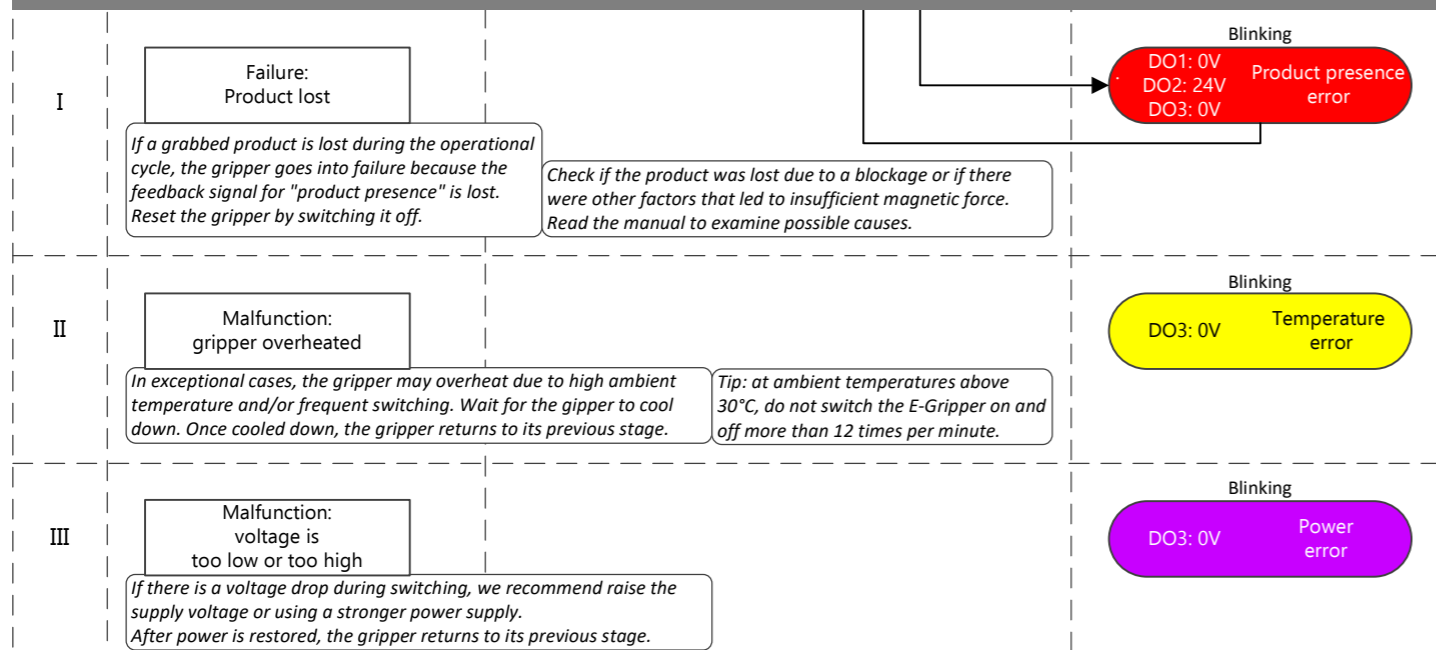 Blinking
I
Failure:
Product lost
DO1: 0V
DO2: 24V
DO3: 0V
Product presence
error
If a grabbed product is lost during the operational
cycle, the gripper goes into failure because the
feedback signal for "product presence" is lost.
Reset the gripper by switching it off.
Check if the product was lost due to a blockage or if there
were other factors that led to insufficient magnetic force.
Read the manual to examine possible causes.
Blinking
II
Malfunction:
gripper overheated
DO3: 0V
Temperature
error
In exceptional cases, the gripper may overheat due to high ambient
temperature and/or frequent switching. Wait for the gipper to cool
down. Once cooled down, the gripper returns to its previous stage.
Tip: at ambient temperatures above
30°C, do not switch the E-Gripper on and
off more than 12 times per minute.
Blinking
III
Malfunction:
voltage is
too low or too high
DO3: 0V
Power
error
If there is a voltage drop during switching, we recommend raise the
supply voltage or using a stronger power supply.
After power is restored, the gripper returns to its previous stage.